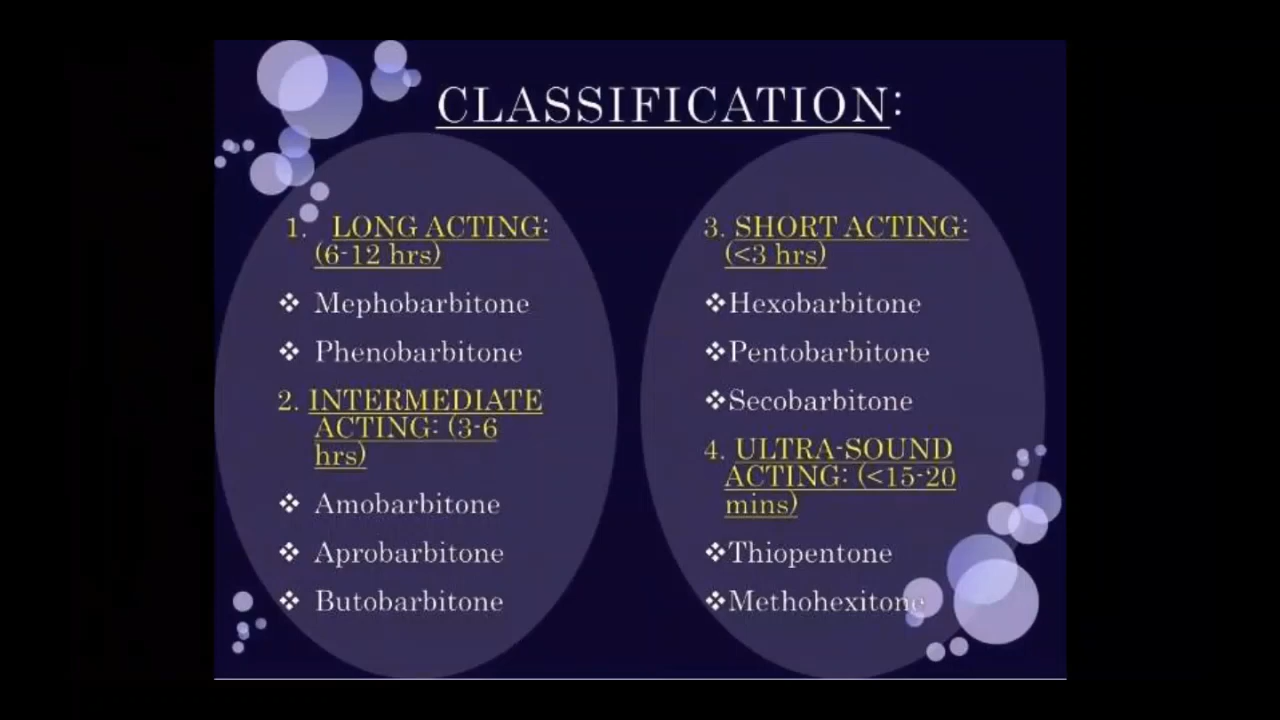 CLASSIFICATION:
1. LONG ACTING:
(6-12 hrs)
❖ Mephobarbitone
❖ Phenobarbitone
2. INTERMEDIATE
ACTING: (3-6
hrs)
❖ Amobarbitone
❖ Aprobarbitone
❖ Butobarbitone
3. SHORT ACTING:
(<3 hrs)
❖Hexobarbitone
❖Pentobarbitone
❖Secobarbitone
4. ULTRA-SOUND
ACTING: (<15-20
mins)
❖Thiopentone
❖Methohexitone